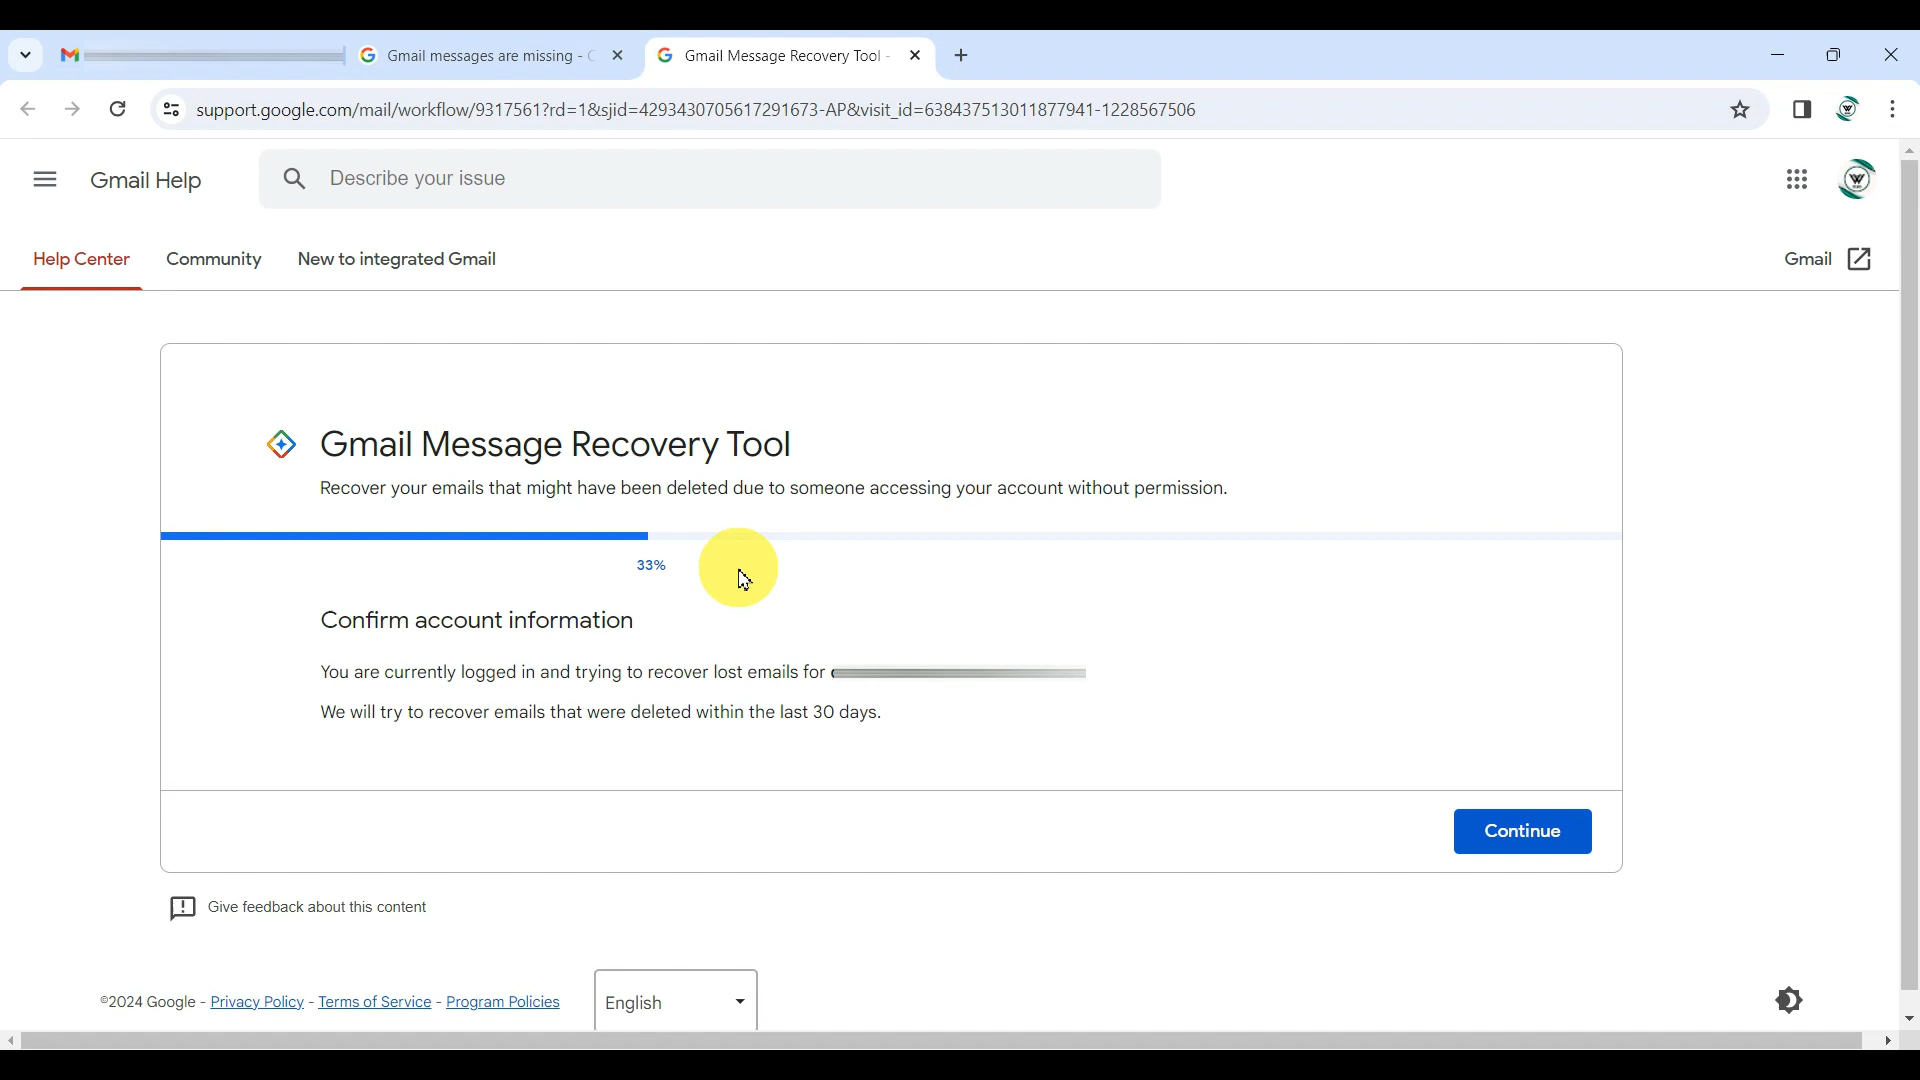 Gmail messages are missing -
Gmail Message Recovery Tool -
support.google.com/mail/workflow/9317561?rd=1&sjid=4293430705617291673-AP&visit_id=638437513011877941-1228567506
Gmail Help
Describe your issue
Help Center
Community
New to integrated Gmail
Gmail
Gmail Message Recovery Tool
Recover your emails that might have been deleted due to someone accessing your account without permission.
33%
Confirm account information
You are currently logged in and trying to recover lost emails for
We will try to recover emails that were deleted within the last 30 days.
Continue
Give feedback about this content
©2024 Google - Privacy Policy - Terms of Service - Program Policies
English